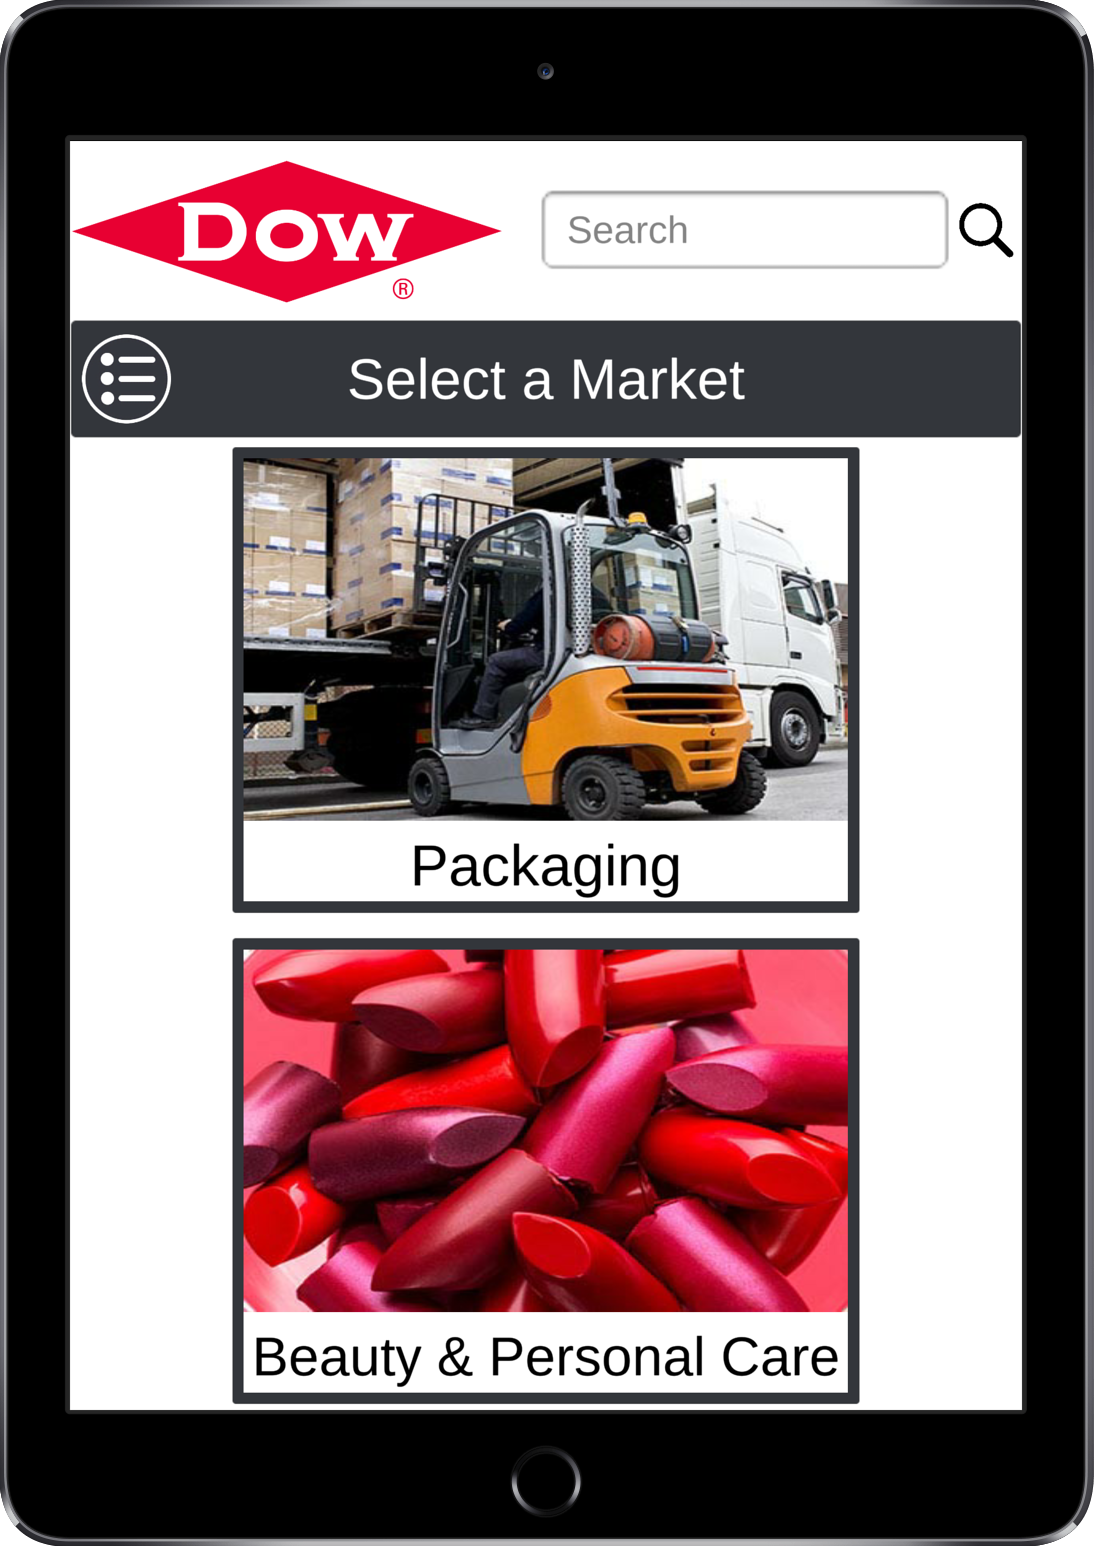 Dow
®
Search
Select a Market
Packaging
Beauty & Personal Care